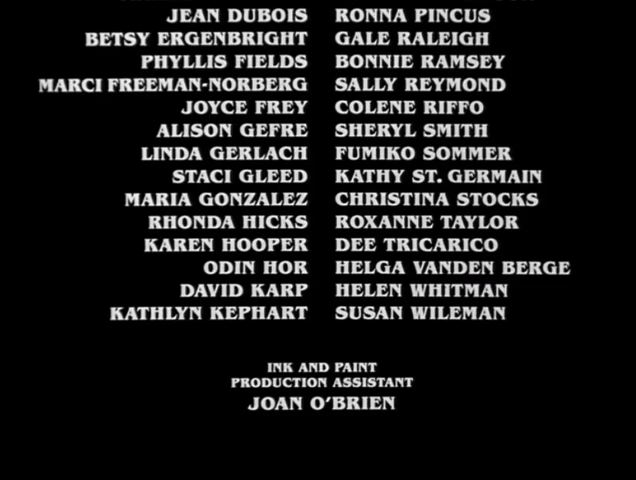 JEAN DUBOIS RONNA PINCUS
BETSY ERGENBRIGHT GALE RALEIGH
PHYLLIS FIELDS BONNIE RAMSEY
MARCI FREEMAN-NORBERG SALLY REYMOND
JOYCE FREY COLENE RIFFO
ALISON GEFRE SHERYL SMITH
LINDA GERLACH FUMIKO SOMMER
STACI GLEED KATHY ST. GERMAIN
MARIA GONZALEZ CHRISTINA STOCKS
RHONDA HICKS ROXANNE TAYLOR
KAREN HOOPER DEE TRICARICO
ODIN HOR HELGA VANDEN BERGE
DAVID KARP HELEN WHITMAN
KATHLYN KEPHART SUSAN WILEMAN
INK AND PAINT
PRODUCTION ASSISTANT
JOAN O'BRIEN